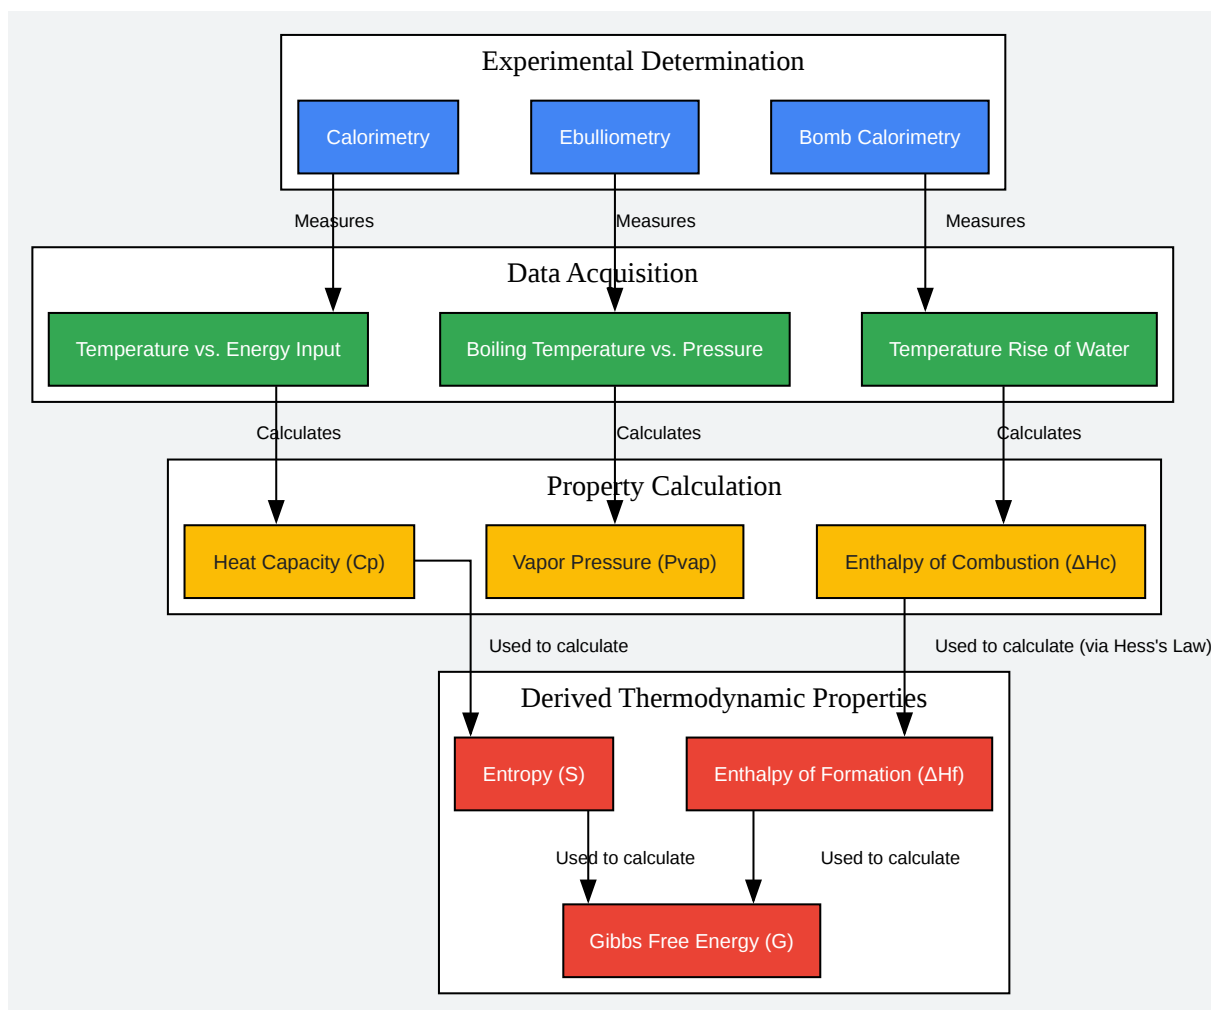 Experimental Determination
Calorimetry
Ebulliometry
Bomb Calorimetry
Measures
Measures
Measures
Data Acquisition
Temperature vs. Energy Input
Boiling Temperature vs. Pressure
Temperature Rise of Water
Calculates
Calculates
Calculates
Property Calculation
Heat Capacity (Cp)
Vapor Pressure (Pvap)
Enthalpy of Combustion (ΔHc)
Used to calculate
Used to calculate (via Hess's Law)
Derived Thermodynamic Properties
Entropy (S)
Enthalpy of Formation (ΔHf)
Used to calculate
Used to calculate
Gibbs Free Energy (G)